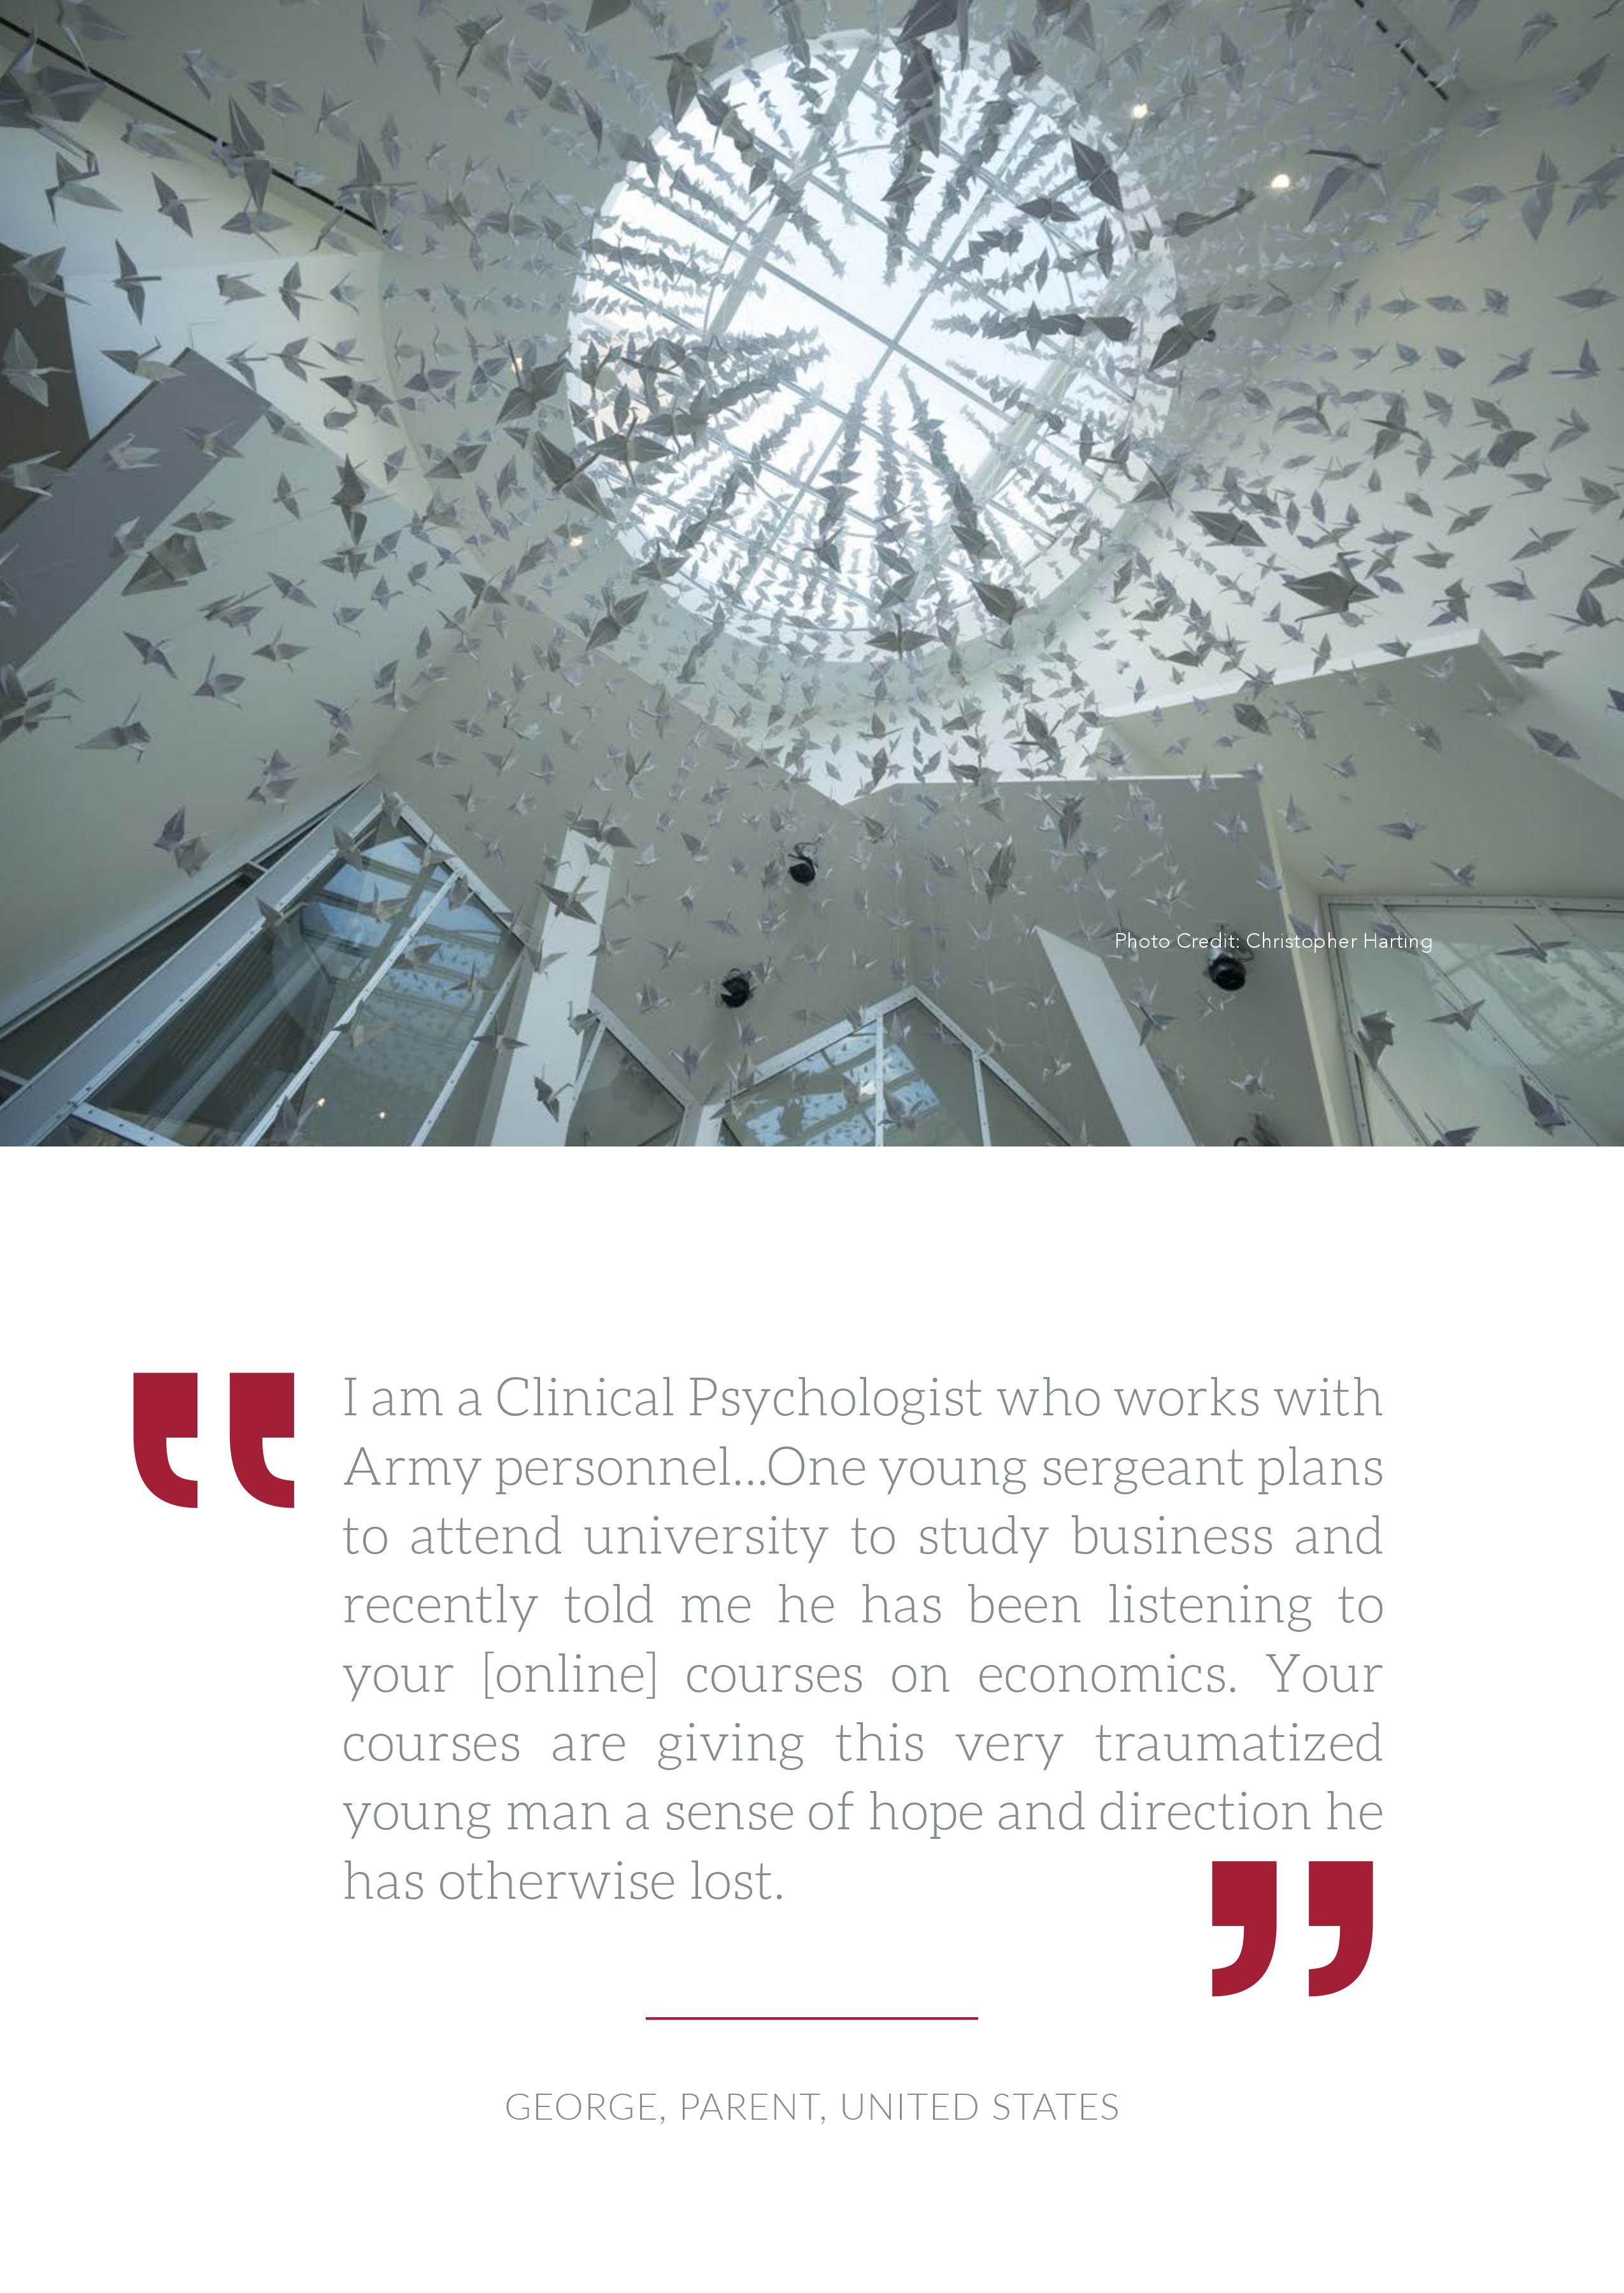 Photo Credit: Christopher Harting
“
I am a Clinical Psychologist who works with
Army personnel...One young sergeant plans
to attend university to study business and
recently told me he has been listening to
your [online] courses on economics. Your
courses are giving this very traumatized
young man a sense of hope and direction he
has otherwise lost.
”
GEORGE, PARENT, UNITED STATES